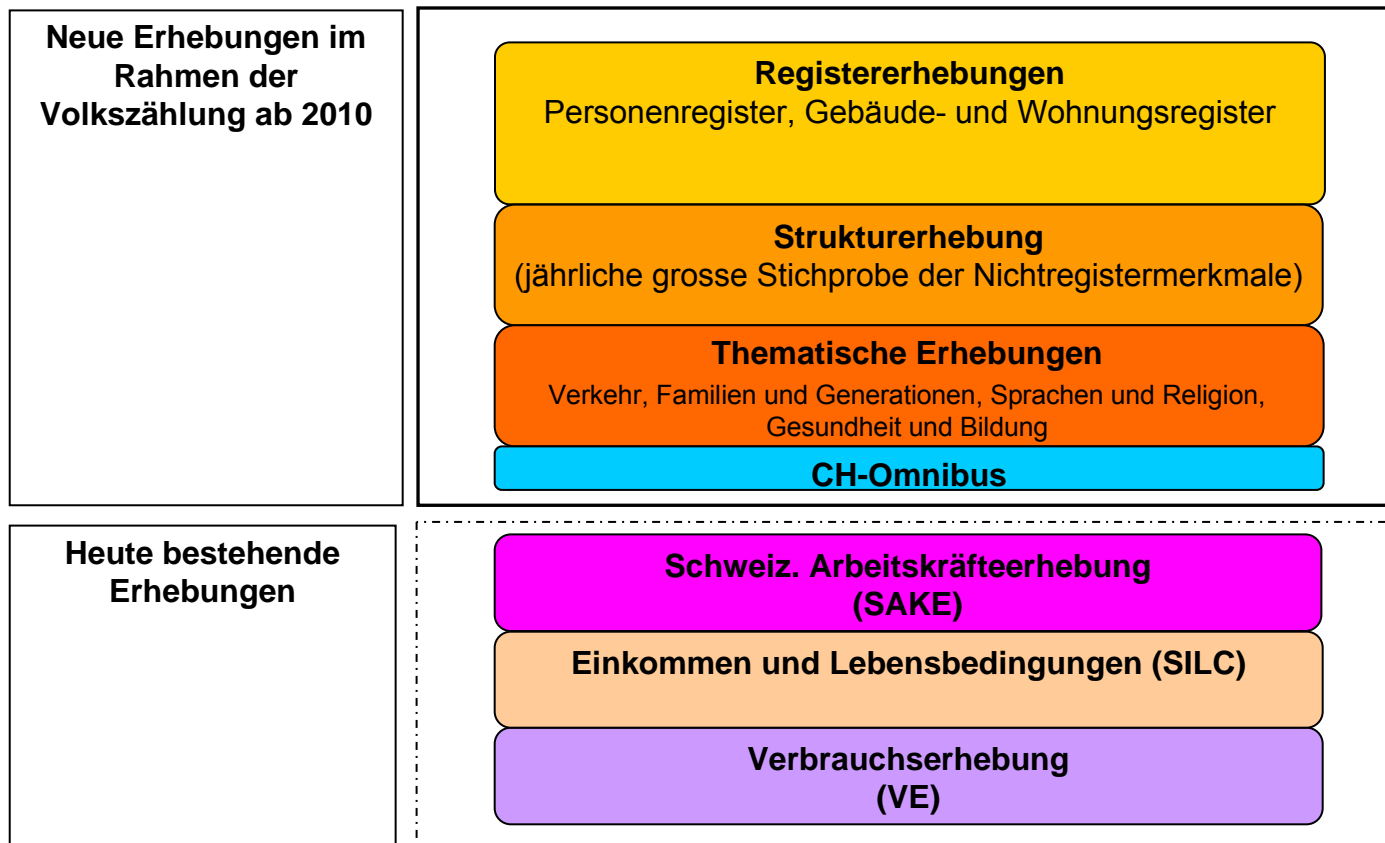 Neue Erhebungen im
Rahmen der
Volkszählung ab 2010
Registererhebungen
Personenregister, Gebäude- und Wohnungsregister
Strukturerhebung
(jährliche grosse Stichprobe der Nichtregistermerkmale)
Thematische Erhebungen
Verkehr, Familien und Generationen, Sprachen und Religion,
Gesundheit und Bildung
CH-Omnibus
Heute bestehende
Erhebungen
Schweiz. Arbeitskräfteerhebung
(SAKE)
Einkommen und Lebensbedingungen (SILC)
Verbrauchserhebung
(VE)